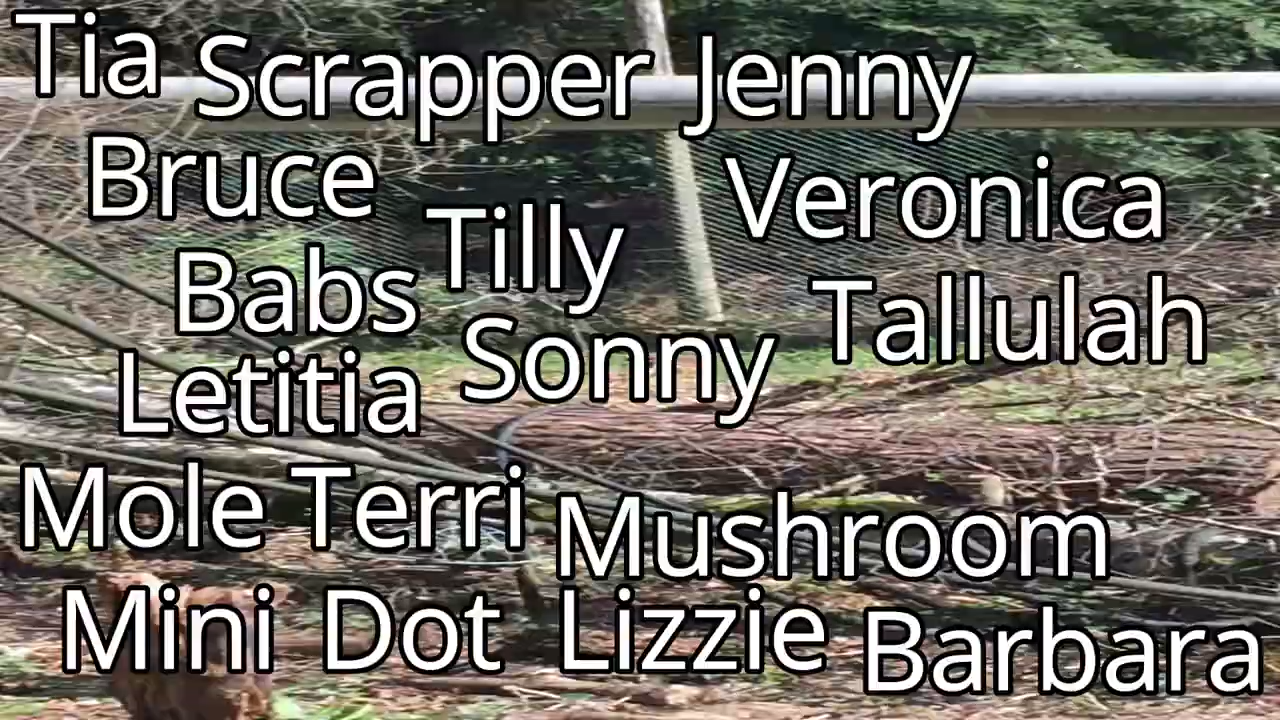 Tia Scrapper Jenny
Bruce Veronica
Tilly
Babs Tallulah
Sonny
Letitia
Mole Terri Mushroom
Mini Dot Lizzie Barbara